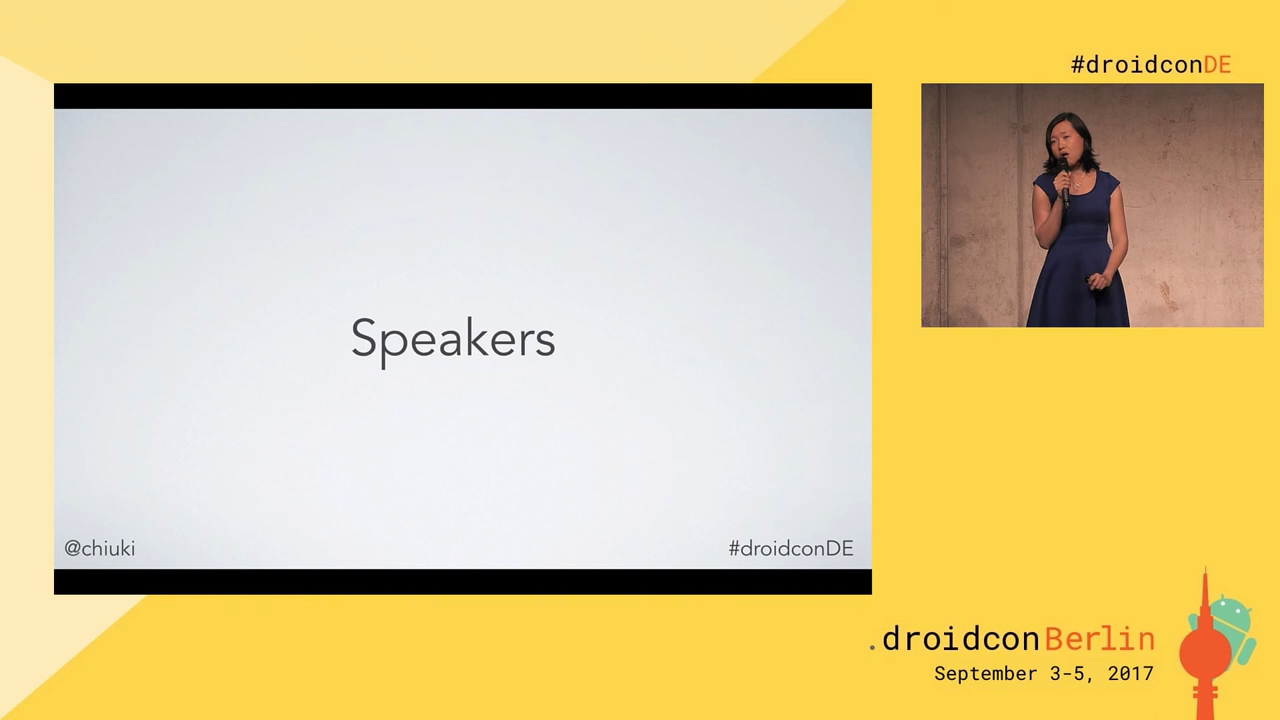 #droidconDE
Speakers
@chiuki
#droidconDE
.droidconBerlin
September 3-5, 2017